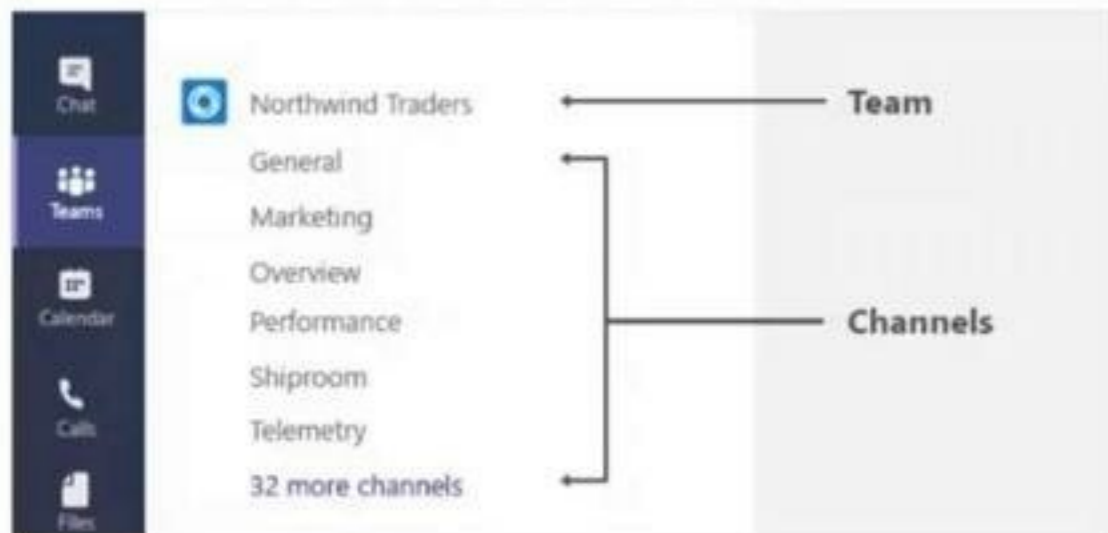 Chat
Teams
Calendar
Calls
Files
Northwind Traders
General
Marketing
Overview
Performance
Shiproom
Telemetry
32 more channels
Team
Channels